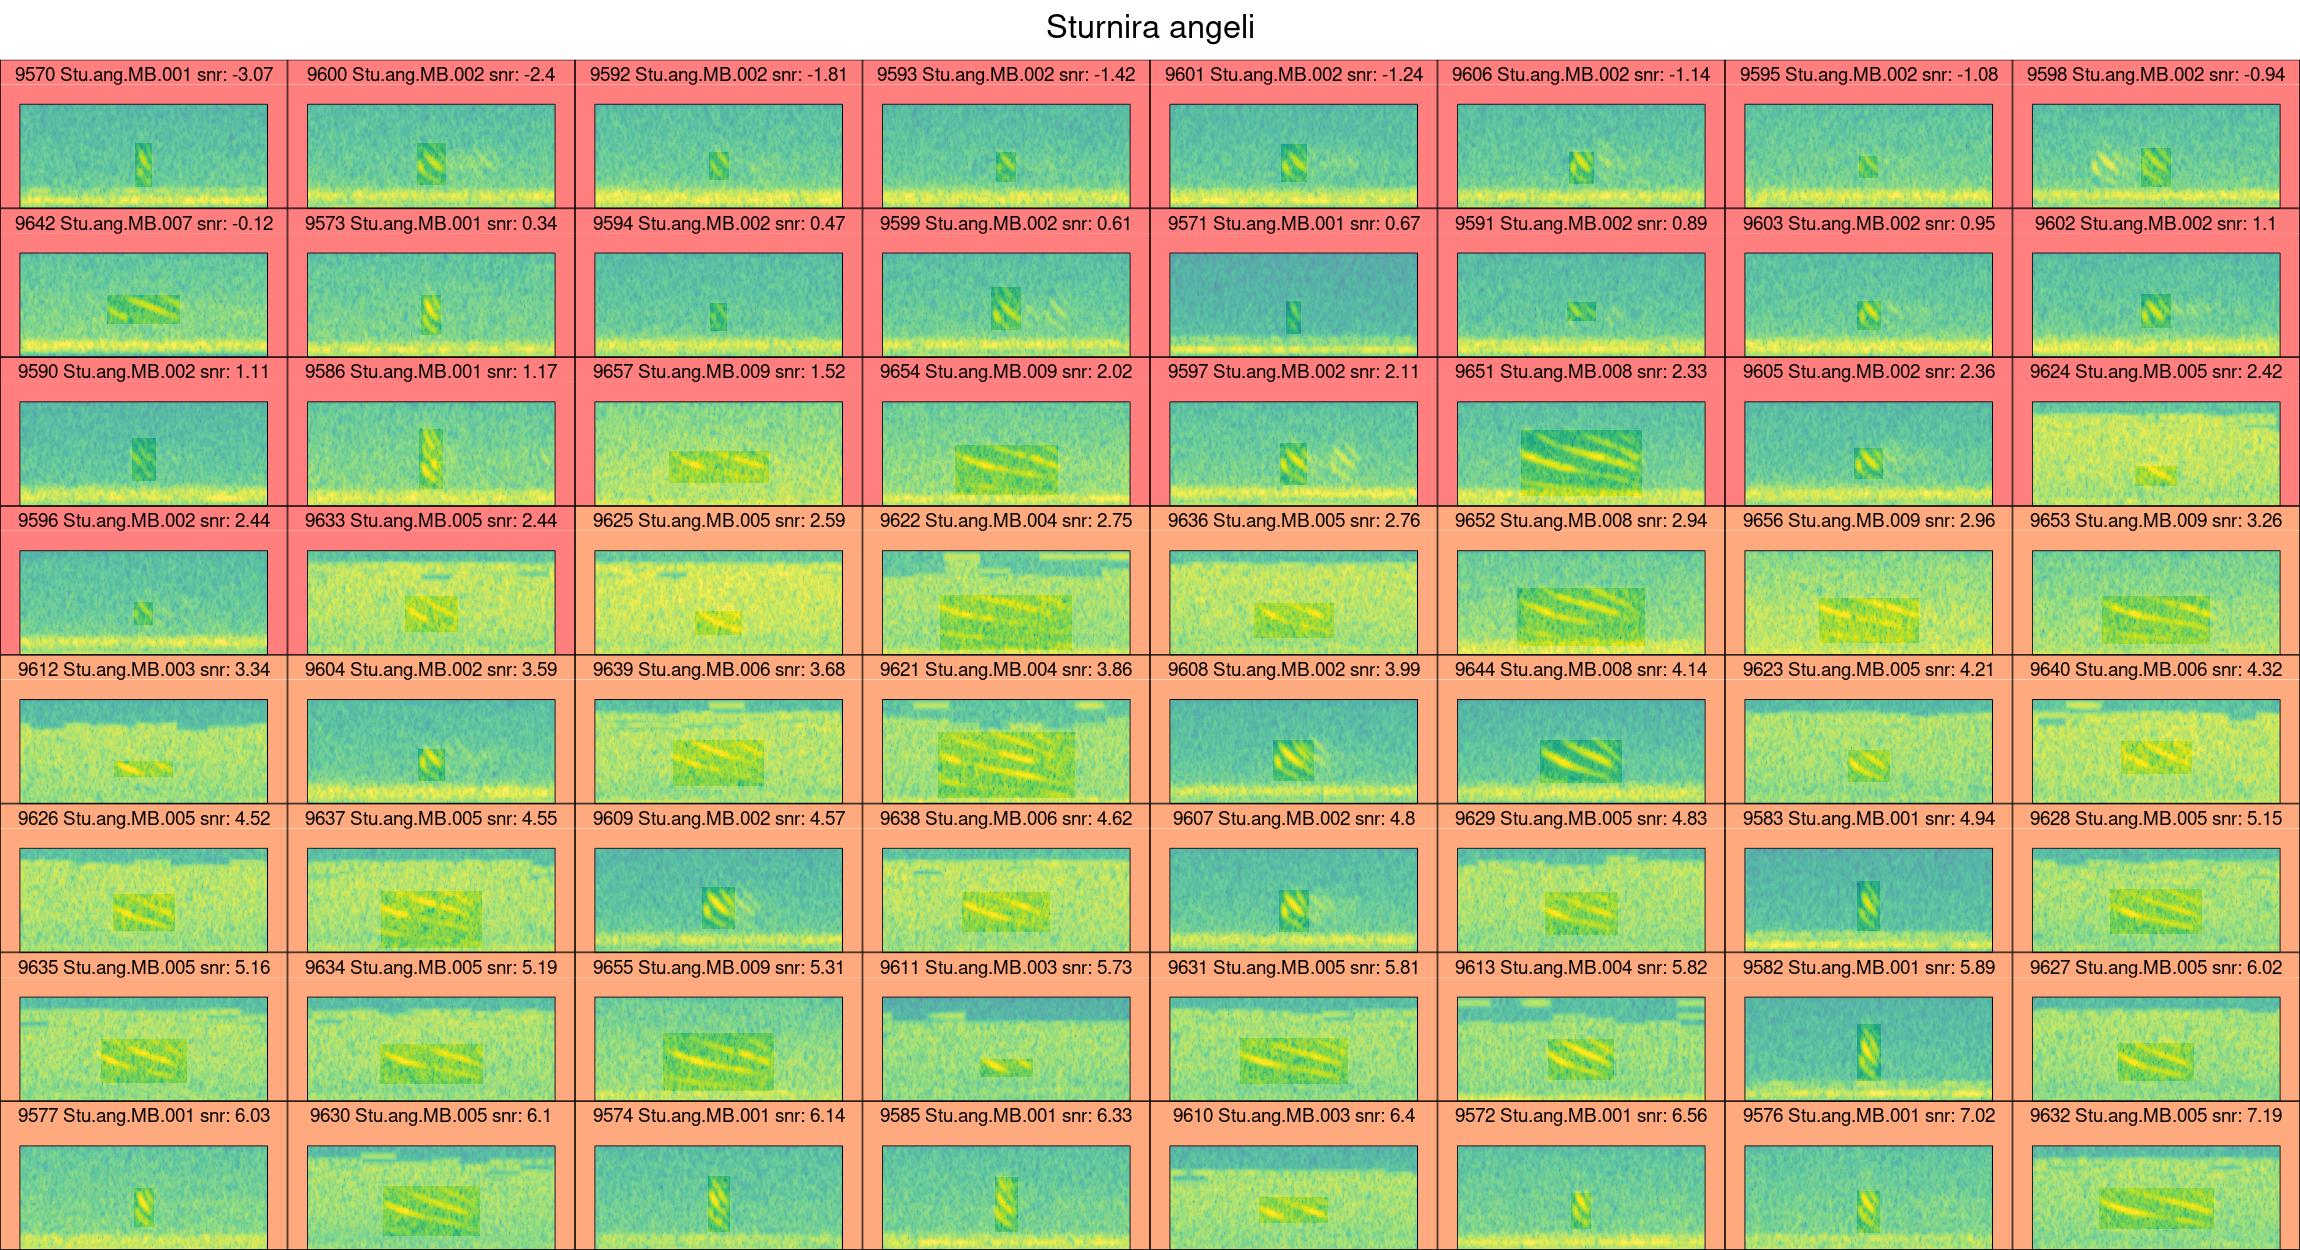 Sturnira angeli
9570 Stu.ang.MB.001 snr: -3.07
9600 Stu.ang.MB.002 snr: -2.4
9592 Stu.ang.MB.002 snr: -1.81
9593 Stu.ang.MB.002 snr: -1.42
9601 Stu.ang.MB.002 snr: -1.24
9606 Stu.ang.MB.002 snr: -1.14
9595 Stu.ang.MB.002 snr: -1.08
9598 Stu.ang.MB.002 snr: -0.94
9642 Stu.ang.MB.007 snr: -0.12
9573 Stu.ang.MB.001 snr: 0.34
9594 Stu.ang.MB.002 snr: 0.47
9599 Stu.ang.MB.002 snr: 0.61
9571 Stu.ang.MB.001 snr: 0.67
9591 Stu.ang.MB.002 snr: 0.89
9603 Stu.ang.MB.002 snr: 0.95
9602 Stu.ang.MB.002 snr: 1.1
9590 Stu.ang.MB.002 snr: 1.11
9586 Stu.ang.MB.001 snr: 1.17
9657 Stu.ang.MB.009 snr: 1.52
9654 Stu.ang.MB.009 snr: 2.02
9597 Stu.ang.MB.002 snr: 2.11
9651 Stu.ang.MB.008 snr: 2.33
9605 Stu.ang.MB.002 snr: 2.36
9624 Stu.ang.MB.005 snr: 2.42
9596 Stu.ang.MB.002 snr: 2.44
9633 Stu.ang.MB.005 snr: 2.44
9625 Stu.ang.MB.005 snr: 2.59
9622 Stu.ang.MB.004 snr: 2.75
9636 Stu.ang.MB.005 snr: 2.76
9652 Stu.ang.MB.008 snr: 2.94
9656 Stu.ang.MB.009 snr: 2.96
9653 Stu.ang.MB.009 snr: 3.26
9612 Stu.ang.MB.003 snr: 3.34
9604 Stu.ang.MB.002 snr: 3.59
9639 Stu.ang.MB.006 snr: 3.68
9621 Stu.ang.MB.004 snr: 3.86
9608 Stu.ang.MB.002 snr: 3.99
9644 Stu.ang.MB.008 snr: 4.14
9623 Stu.ang.MB.005 snr: 4.21
9640 Stu.ang.MB.006 snr: 4.32
9626 Stu.ang.MB.005 snr: 4.52
9637 Stu.ang.MB.005 snr: 4.55
9609 Stu.ang.MB.002 snr: 4.57
9638 Stu.ang.MB.006 snr: 4.62
9607 Stu.ang.MB.002 snr: 4.8
9629 Stu.ang.MB.005 snr: 4.83
9583 Stu.ang.MB.001 snr: 4.94
9628 Stu.ang.MB.005 snr: 5.15
9635 Stu.ang.MB.005 snr: 5.16
9634 Stu.ang.MB.005 snr: 5.19
9655 Stu.ang.MB.009 snr: 5.31
9611 Stu.ang.MB.003 snr: 5.73
9631 Stu.ang.MB.005 snr: 5.81
9613 Stu.ang.MB.004 snr: 5.82
9582 Stu.ang.MB.001 snr: 5.89
9627 Stu.ang.MB.005 snr: 6.02
9577 Stu.ang.MB.001 snr: 6.03
9630 Stu.ang.MB.005 snr: 6.1
9574 Stu.ang.MB.001 snr: 6.14
9585 Stu.ang.MB.001 snr: 6.33
9610 Stu.ang.MB.003 snr: 6.4
9572 Stu.ang.MB.001 snr: 6.56
9576 Stu.ang.MB.001 snr: 7.02
9632 Stu.ang.MB.005 snr: 7.19